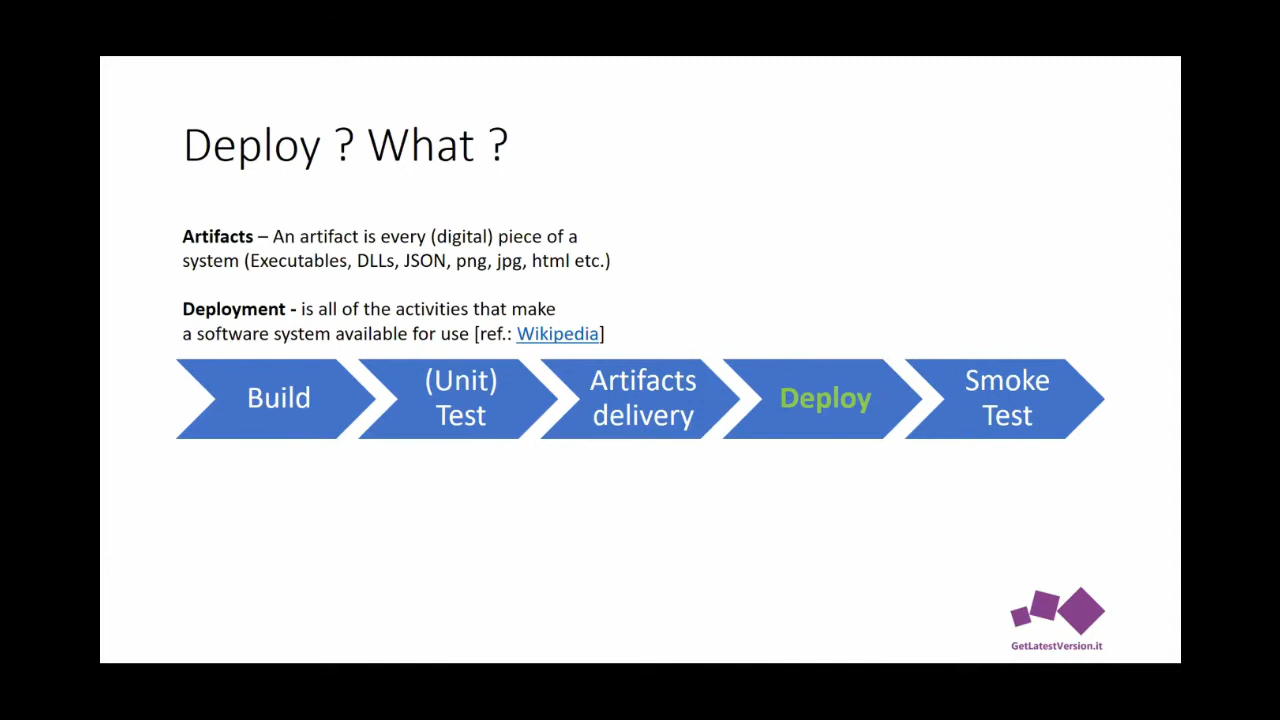 Deploy ? What ?
Artifacts – An artifact is every (digital) piece of a
system (Executables, DLLs, JSON, png, jpg, html etc.)
Deployment - is all of the activities that make
a software system available for use [ref.: Wikipedia]
Build
(Unit)
Test
Artifacts
delivery
Deploy
Smoke
Test
GetLatestVersion.it